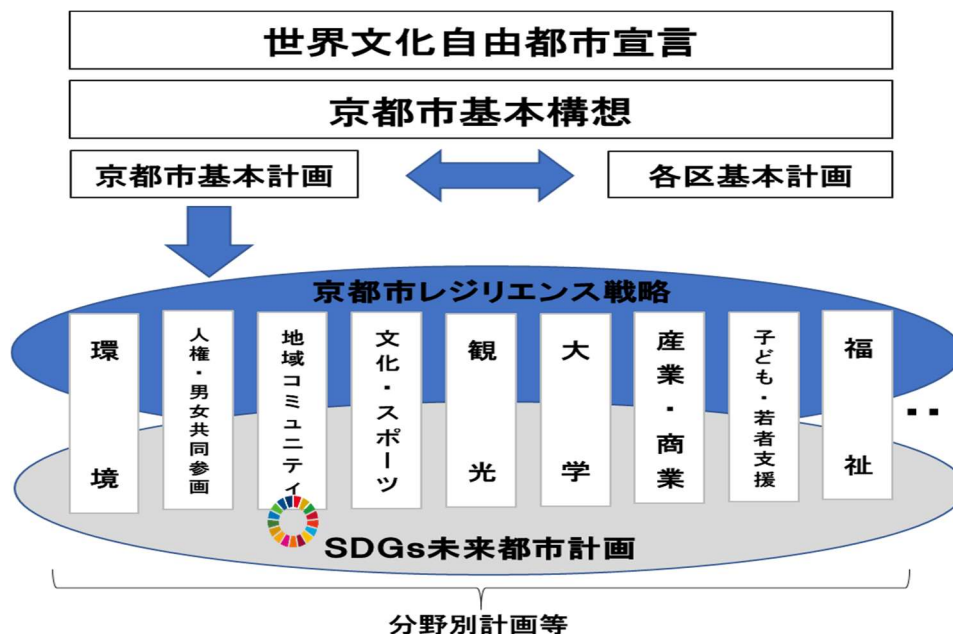 世界文化自由都市宣言
京都市基本構想
京都市基本計画
各区基本計画
京都市レジリエンス戦略
環境
人権・男女共同参画
地域コミュニティ
文化・スポーツ
観光
大学
産業・商業
子ども・若者支援
福祉
・・
SDGs未来都市計画
分野別計画等